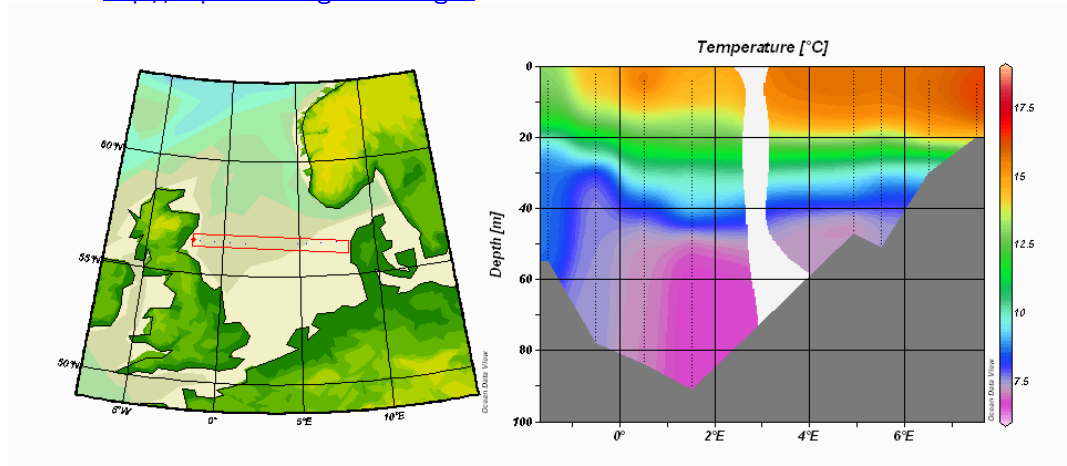 Temperature [°C]
60°N
55°N
50°N
5°W
0°
5°E
10°E
Ocean Data View
Depth [m]
0
20
40
60
80
100
0°
2°E
4°E
6°E
17.5
15
12.5
10
7.5
Ocean Data View